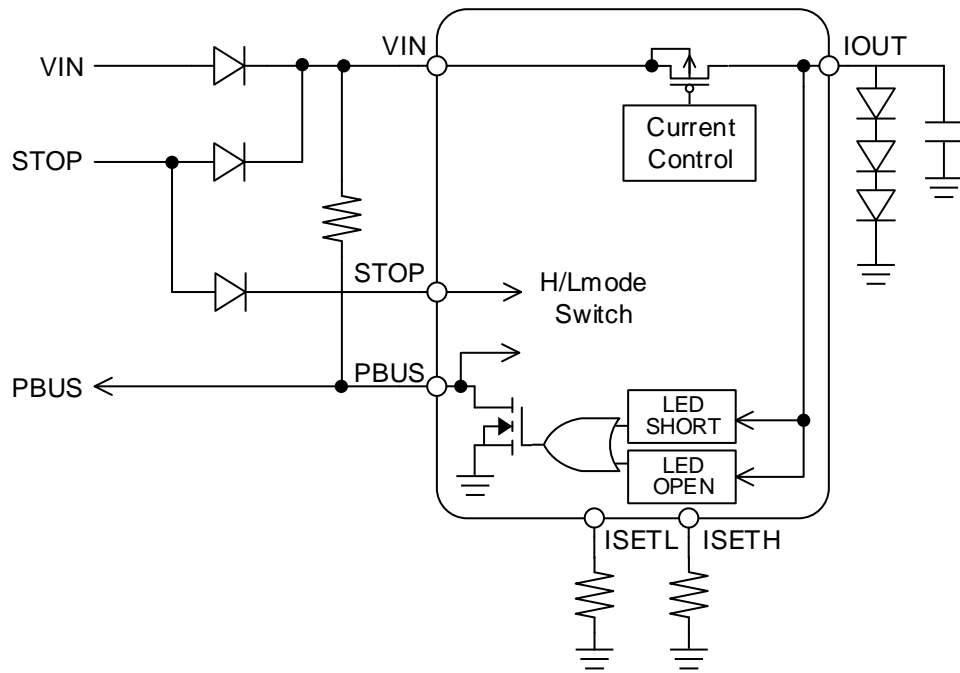 VIN
IOUT
VIN
Current
Control
STOP
STOP
H/Lmode
Switch
PBUS
PBUS
LED
SHORT
LED
OPEN
ISETL
ISETH